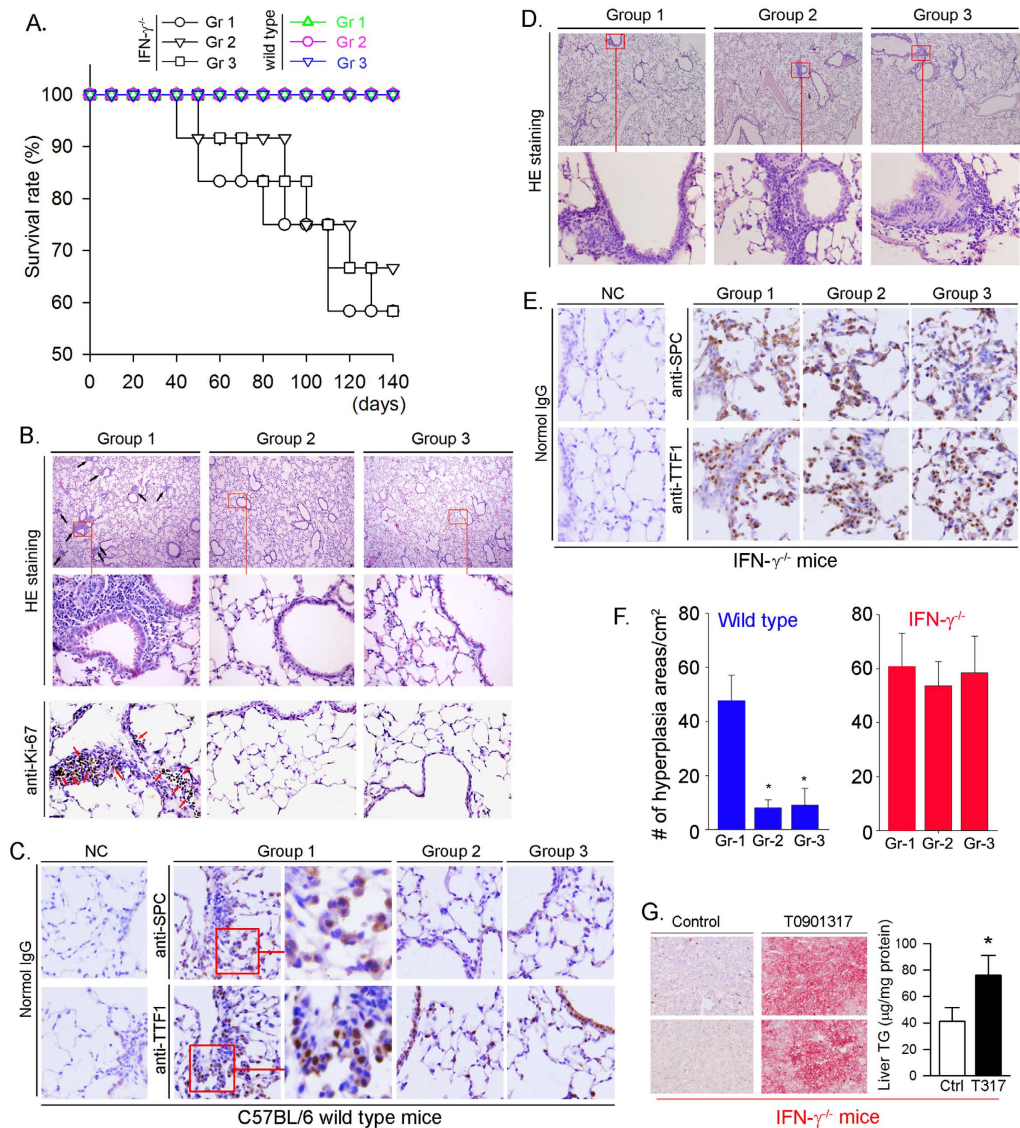 A.
IFN-γ-/-
Gr 1
Gr 2
Gr 3
wild type
Gr 1
Gr 2
Gr 3
Survival rate (%)
100
90
80
70
60
50
0 20 40 60 80 100 120 140
(days)
B.
Group 1 Group 2 Group 3
HE staining
anti-Ki-67
C.
NC Group 1 Group 2 Group 3
Normol IgG
anti-SPC
anti-TTF1
C57BL/6 wild type mice
D.
Group 1 Group 2 Group 3
HE staining
E.
NC Group 1 Group 2 Group 3
Normol IgG
anti-SPC
anti-TTF1
IFN-γ-/- mice
F.
# of hyperplasia areas/cm2
80
60
40
20
0
Wild type
* *
Gr-1 Gr-2 Gr-3
80
60
40
20
0
IFN-γ-/-
Gr-1 Gr-2 Gr-3
G.
Control T0901317
Liver TG (μg/mg protein)
100
80
60
40
20
0
*
Ctrl T317
IFN-γ-/- mice